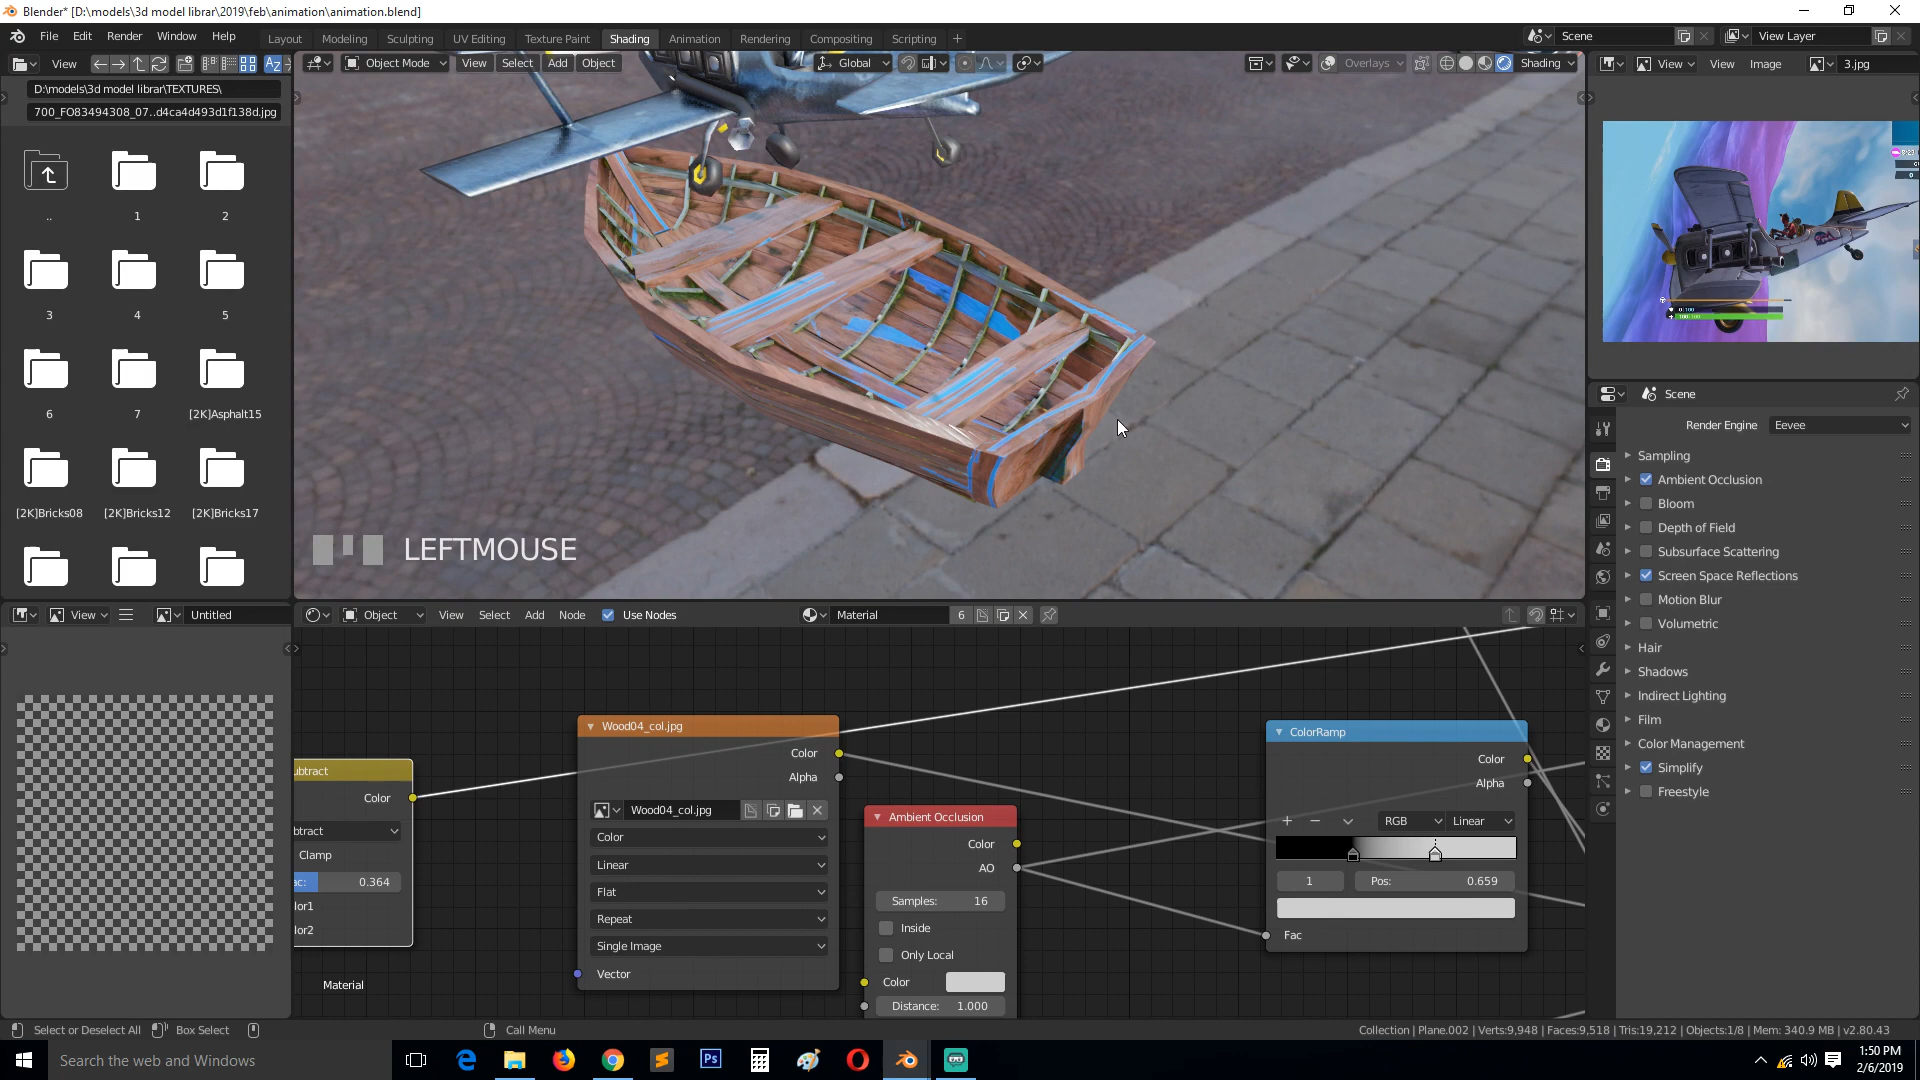 Blender* [D:\models\3d model librar\2019\feb\animation\animation.blend]
File Edit Render Window Help
Layout Modeling Sculpting UV Editing Texture Paint Shading Animation Rendering Compositing Scripting +
Scene
View Layer
View
Object Mode View Select Add Object
Global
Overlays
Shading
View View Image 3.jpg
D:\models\3d model librar\TEXTURES\
700_FO83494308_07..d4ca4d493d1f138d.jpg
..
1
2
3
4
5
6
7
[2K]Asphalt15
[2K]Bricks08
[2K]Bricks12
[2K]Bricks17
LEFTMOUSE
Scene
Render Engine Eevee
Sampling
Ambient Occlusion
Bloom
Depth of Field
Subsurface Scattering
Screen Space Reflections
Motion Blur
Volumetric
Hair
Shadows
Indirect Lighting
Film
Color Management
Simplify
Freestyle
View Untitled
Object View Select Add Node Use Nodes Material 6
ubtract
Color
btract
Clamp
ac: 0.364
lor1
lor2
Material
Wood04_col.jpg
Color
Alpha
Wood04_col.jpg
Color
Linear
Flat
Repeat
Single Image
Vector
Ambient Occlusion
Color
AO
Samples: 16
Inside
Only Local
Color
Distance: 1.000
ColorRamp
Color
Alpha
RGB Linear
1 Pos: 0.659
Fac
Select or Deselect All Box Select Call Menu
Collection | Plane.002 | Verts:9,948 | Faces:9,518 | Tris:19,212 | Objects:1/8 | Mem: 340.9 MB | v2.80.43
Search the web and Windows
Ps
1:50 PM
2/6/2019